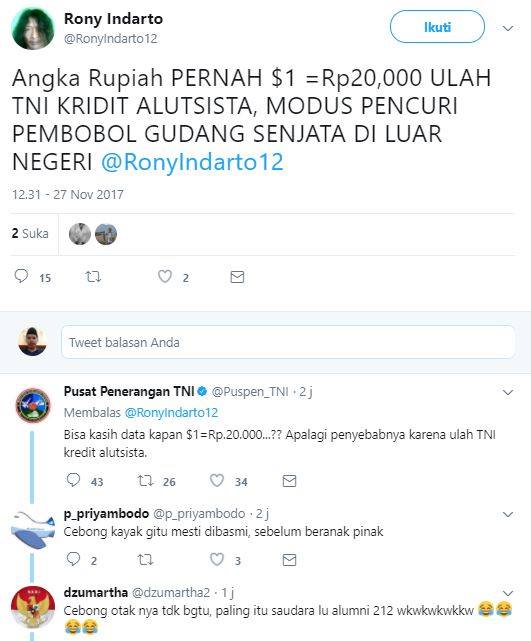 Rony Indarto
@RonyIndarto12
Ikuti
Angka Rupiah PERNAH $1 =Rp20,000 ULAH
TNI KRIDIT ALUTSISTA, MODUS PENCURI
PEMBOBOL GUDANG SENJATA DI LUAR
NEGERI @RonyIndarto12
12.31 - 27 Nov 2017
2 Suka
15 2
Tweet balasan Anda
Pusat Penerangan TNI @Puspen_TNI · 2 j
Membalas @RonyIndarto12
Bisa kasih data kapan $1=Rp.20.000...?? Apalagi penyebabnya karena ulah TNI
kredit alutsista.
43 26 34
p_priyambodo @p_priyambodo · 2 j
Cebong kayak gitu mesti dibasmi, sebelum beranak pinak
2 3
dzumartha @dzumartha2 · 1 j
Cebong otak nya tdk bgtu, paling itu saudara lu alumni 212 wkwkwkwkkw 😂😂
😂😂